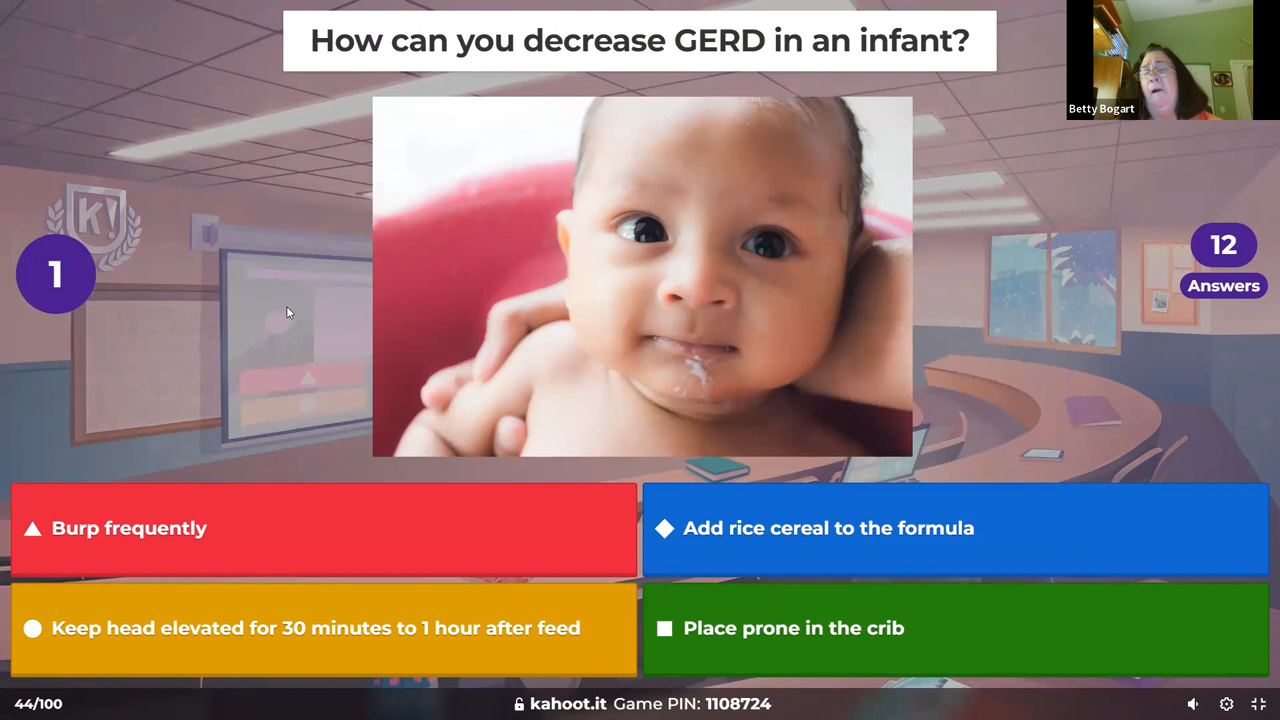 How can you decrease GERD in an infant?
Betty Bogart
K!
1
12
Answers
Burp frequently
Add rice cereal to the formula
Keep head elevated for 30 minutes to 1 hour after feed
Place prone in the crib
44/100
kahoot.it Game PIN: 1108724